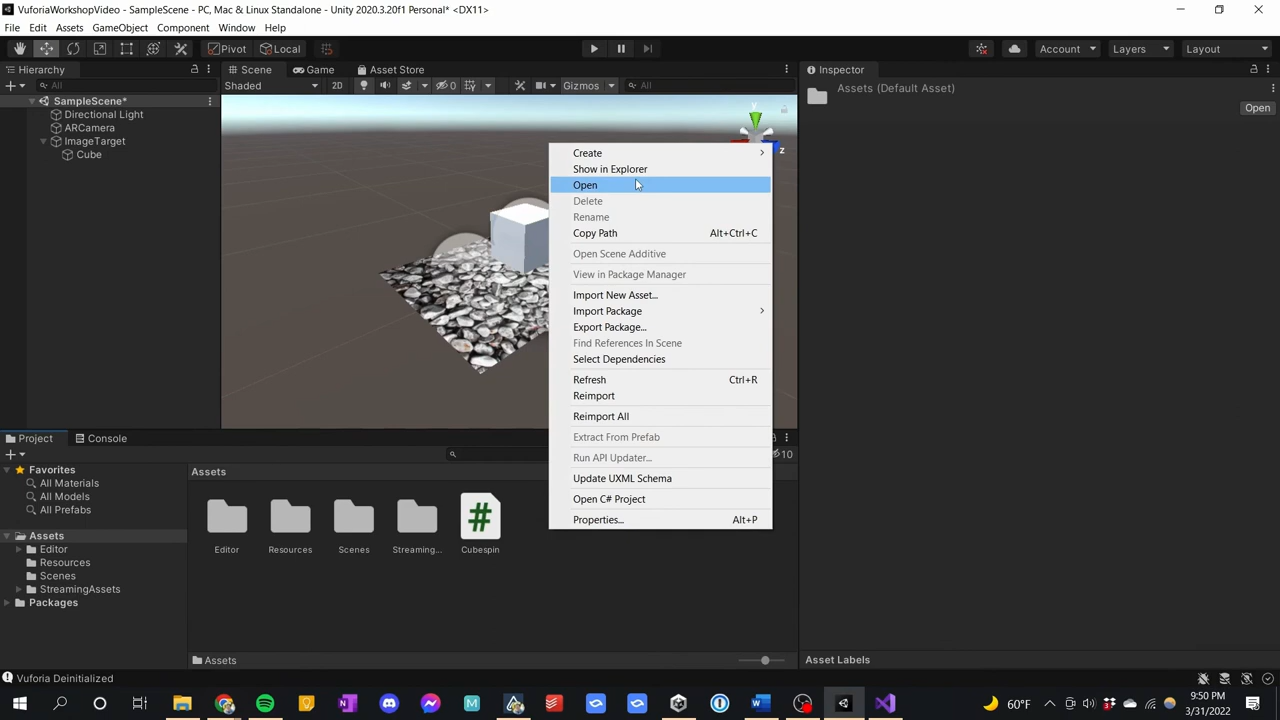 VuforiaWorkshopVideo - SampleScene - PC, Mac & Linux Standalone - Unity 2020.3.20f1 Personal* <DX11>
File Edit Assets GameObject Component Window Help
Pivot Local Account Layers Layout
Hierarchy
All
SampleScene*
Directional Light
ARCamera
ImageTarget
Cube
Scene Game Asset Store
Shaded 2D 0 Gizmos All
y
z
Inspector
Assets (Default Asset)
Open
Create
Show in Explorer
Open
Delete
Rename
Copy Path Alt+Ctrl+C
Open Scene Additive
View in Package Manager
Import New Asset...
Import Package
Export Package...
Find References In Scene
Select Dependencies
Refresh Ctrl+R
Reimport
Reimport All
Extract From Prefab
Run API Updater...
Update UXML Schema
Open C# Project
Properties... Alt+P
Project Console
10
Favorites
All Materials
All Models
All Prefabs
Assets
Editor
Resources
Scenes
StreamingAssets
Packages
Assets
Editor Resources Scenes Streaming... Cubespin
#
Assets
Asset Labels
Vuforia Deinitialized
60°F
9:50 PM
3/31/2022